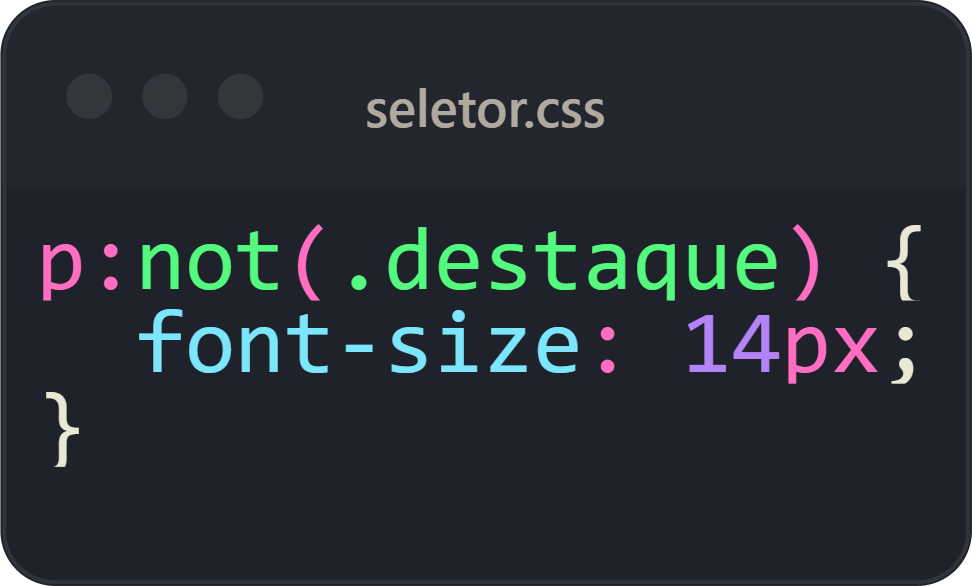 seletor.css
p:not(.destaque) {
  font-size: 14px;
}